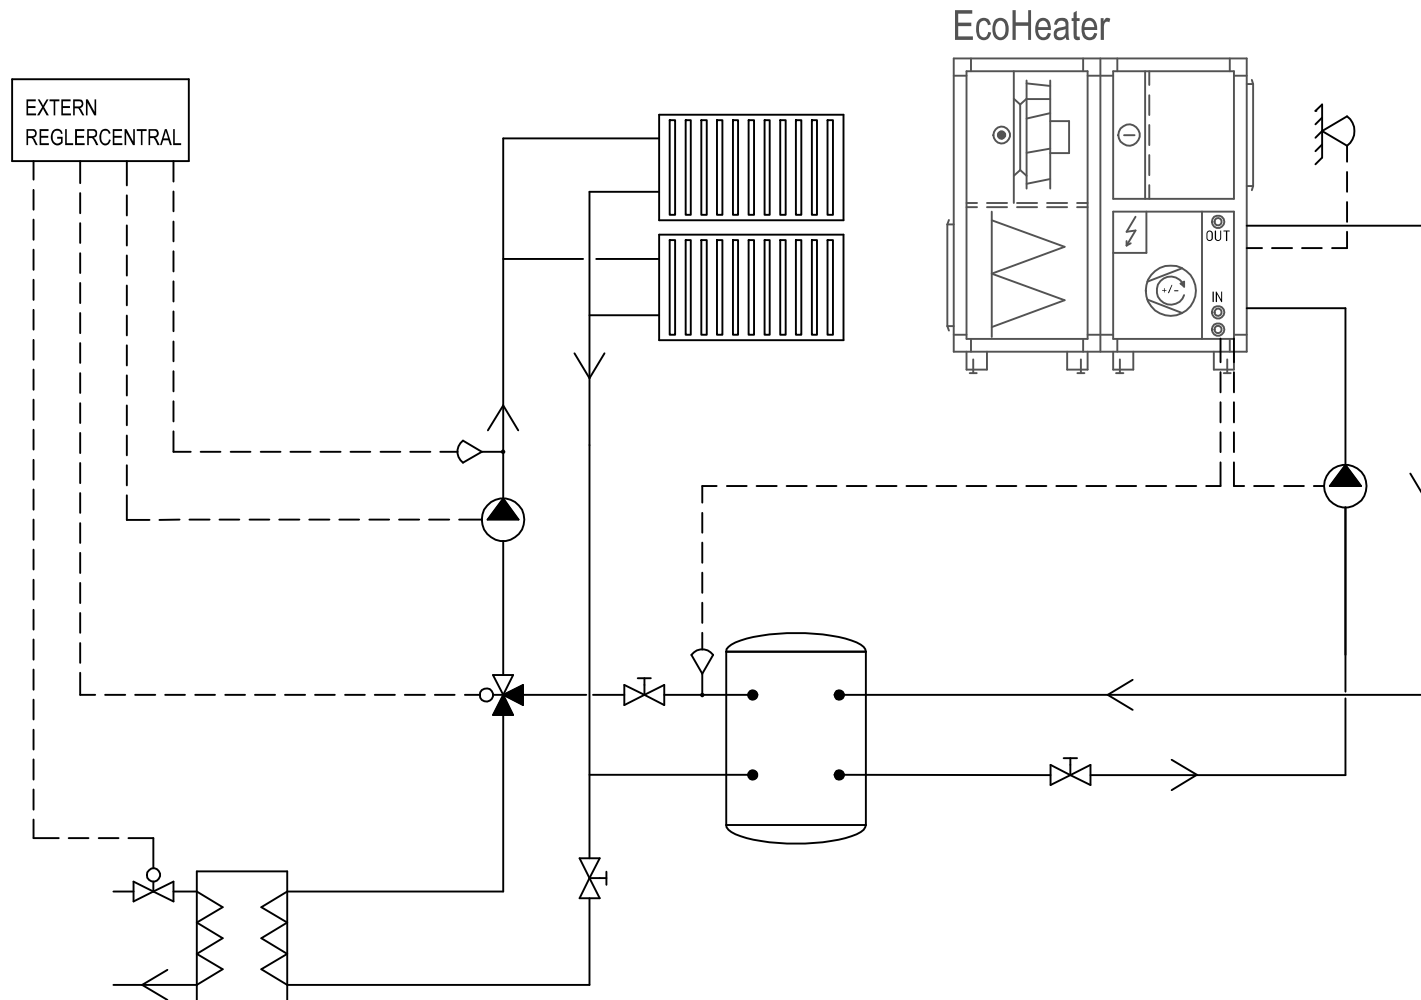 EcoHeater
EXTERN
REGLERCENTRAL
OUT
+/-
IN